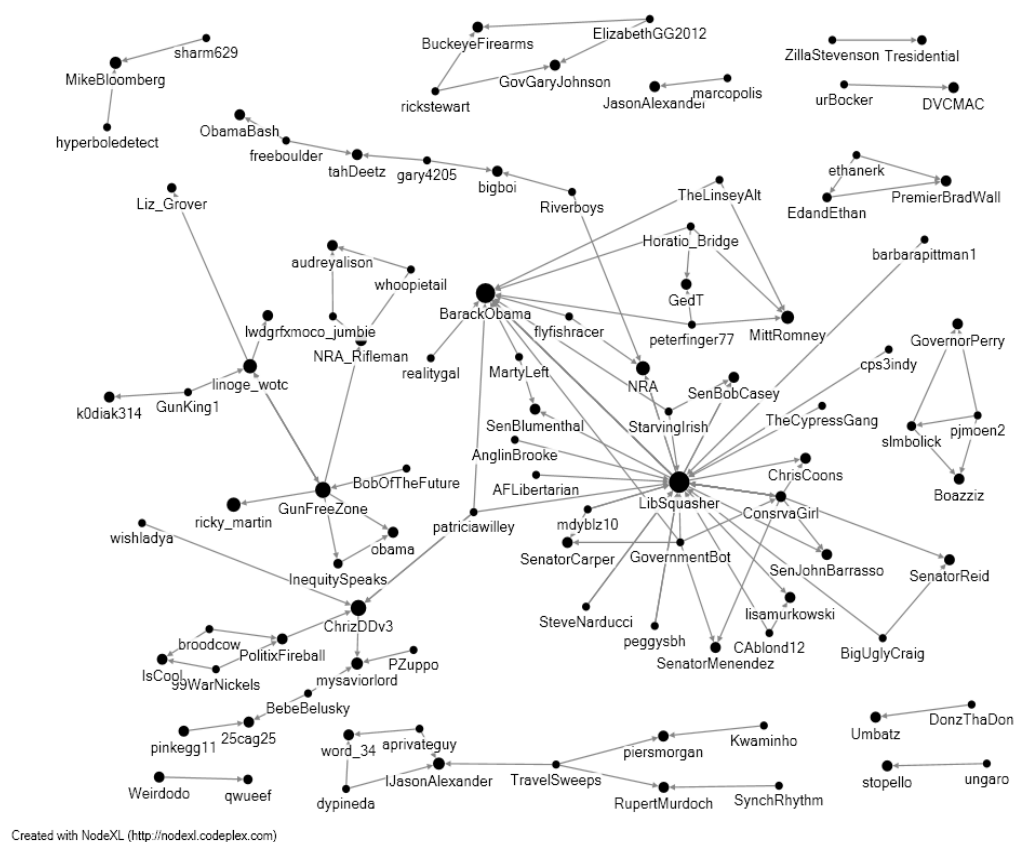 sharm629
MikeBloomberg
hyperboledetect
ElizabethGG2012
BuckeyeFirearms
GovGaryJohnson
rickstewart
marcopolis
JasonAlexander
ZillaStevenson
Tresidential
urBocker
DVCMAC
ObamaBash
freeboulder
tahDeetz
gary4205
bigboi
Riverboys
TheLinseyAlt
ethanerk
EdandEthan
PremierBradWall
Liz_Grover
Horatio_Bridge
barbarapittman1
audreyalison
whoopietail
GedT
BarackObama
flyfishracer
peterfinger77
MittRomney
GovernorPerry
lwdgrfx
moco_jumbie
NRA_Rifleman
realitygal
MartyLeft
NRA
cps3indy
linoge_wotc
SenBobCasey
k0diak314
GunKing1
SenBlumenthal
StarvingIrish
TheCypressGang
slmbolick
pjmoen2
AnglinBrooke
ChrisCoons
BobOfTheFuture
AFLibertarian
LibSquasher
ConsrvaGirl
Boazziz
GunFreeZone
ricky_martin
patriciawilley
mdyblz10
wishladya
obama
SenatorCarper
GovernmentBot
SenJohnBarrasso
SenatorReid
InequitySpeaks
ChrizDDv3
SteveNarducci
lisamurkowski
peggysbh
CAblond12
broodcow
PolitixFireball
SenatorMenendez
BigUglyCraig
IsCool
99WarNickels
mysaviorlord
PZuppo
BebeBelusky
pinkegg11
25cag25
word_34
aprivateguy
piersmorgan
Kwaminho
Umbatz
DonzThaDon
Weirdodo
qwueef
dypineda
IJasonAlexander
TravelSweeps
RupertMurdoch
SynchRhythm
stopello
ungaro
Created with NodeXL (http://nodexl.codeplex.com)